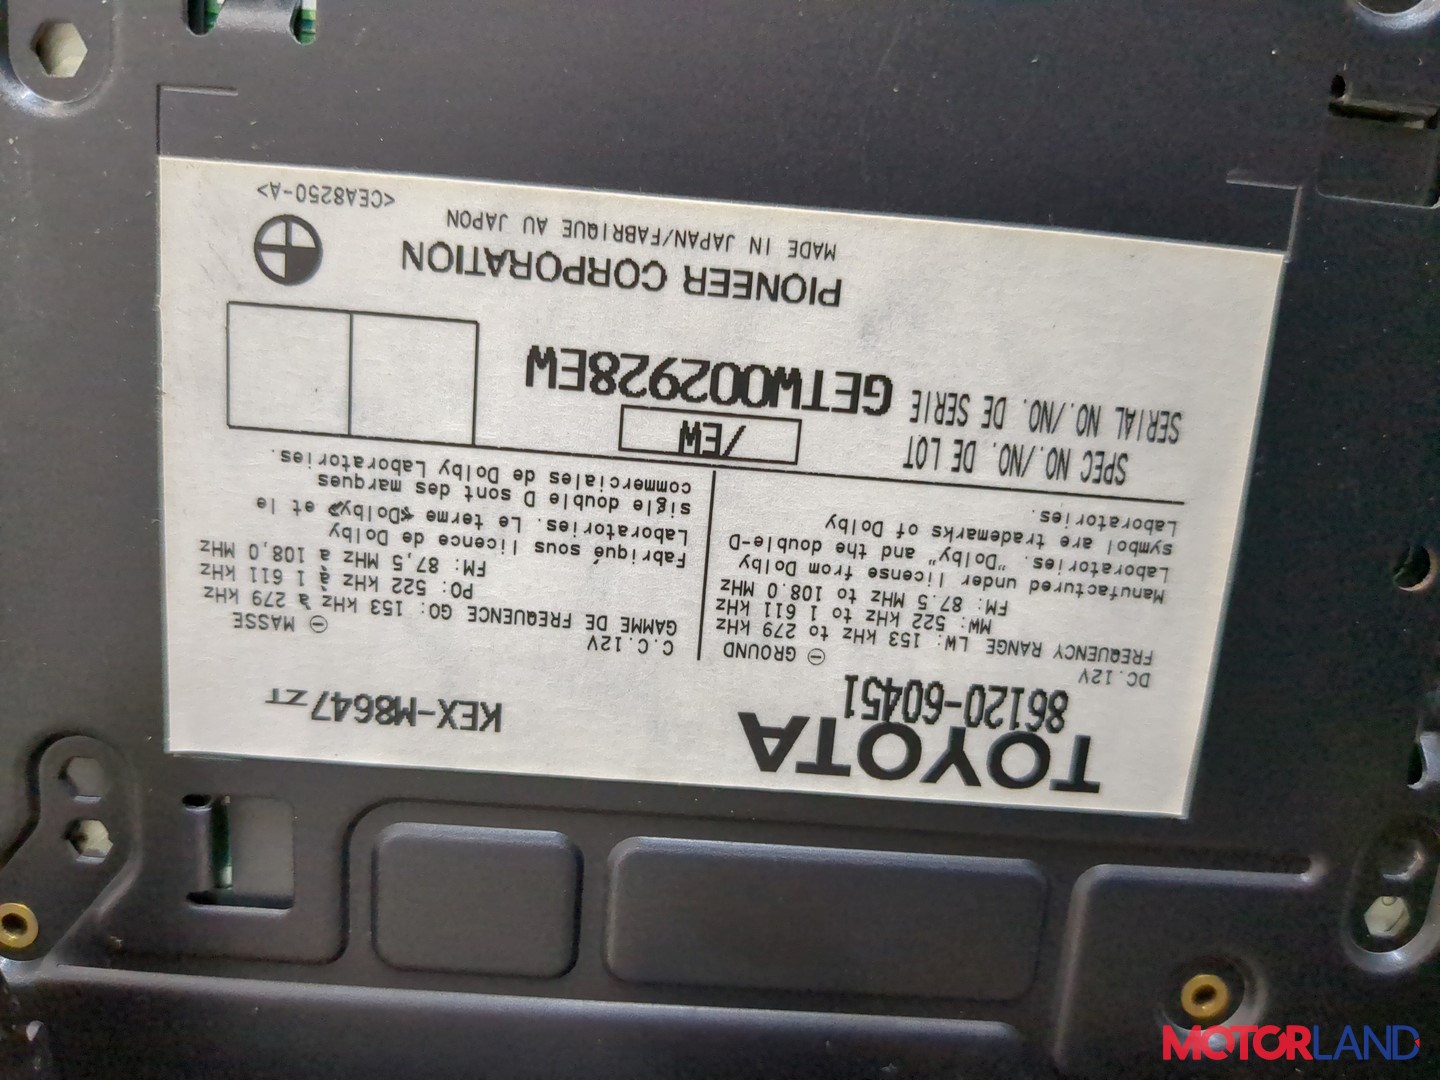 TOYOTA
86120-60451
KEX-M8647ZT
DC.12V ⊖ GROUND
FREQUENCY RANGE LW: 153 kHz to 279 kHz
MW: 522 kHz to 1 611 kHz
FM: 87.5 MHz to 108.0 MHz
Manufactured under license from Dolby
Laboratories. "Dolby" and the double-D
symbol are trademarks of Dolby
Laboratories.
C.C.12V ⊖ MASSE
GAMME DE FREQUENCE GO: 153 kHz à 279 kHz
PO: 522 kHz à 1 611 kHz
FM: 87,5 MHz à 108,0 MHz
Fabriqué sous licence de Dolby
Laboratories. Le terme «Dolby» et le
sigle double D sont des marques
commerciales de Dolby Laboratories.
SPEC NO./NO. DE LOT /EW
SERIAL NO./NO. DE SERIE GETW002928EW
PIONEER CORPORATION
MADE IN JAPAN/FABRIQUE AU JAPON
<CEA8250-A>
MOTORLAND